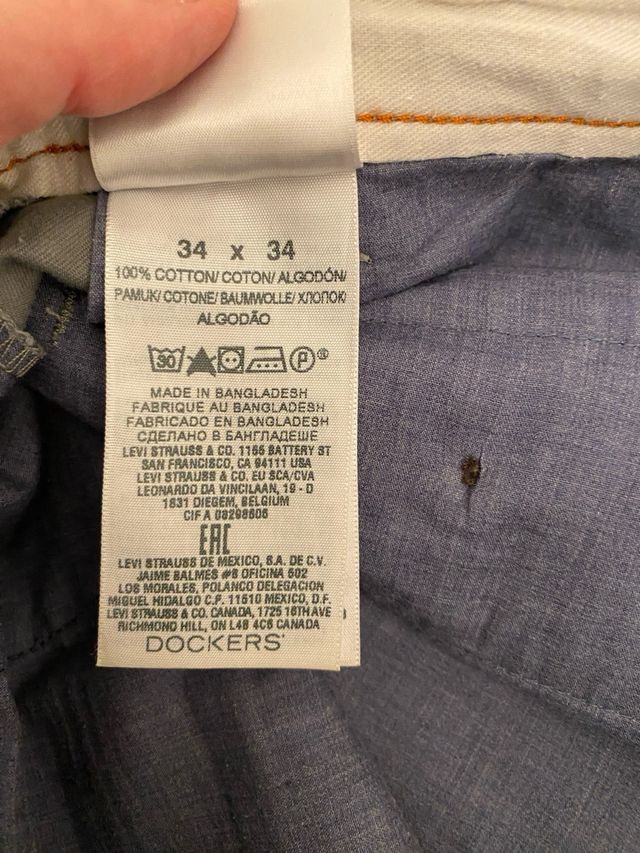 34 x 34
100% COTTON/ COTON/ ALGODÓN/
PAMUK/ COTONE/ BAUMWOLLE/ ХЛОПОК/
ALGODÃO
30 P ®
MADE IN BANGLADESH
FABRIQUE AU BANGLADESH
FABRICADO EN BANGLADESH
СДЕЛАНО В БАНГЛАДЕШЕ
LEVI STRAUSS & CO. 1155 BATTERY ST
SAN FRANCISCO, CA 94111 USA
LEVI STRAUSS & CO. EU SCA/CVA
LEONARDO DA VINCILAAN, 19 - D
1831 DIEGEM, BELGIUM
CIF A 08298606
EAC
LEVI STRAUSS DE MEXICO, S.A. DE C.V.
JAIME BALMES #8 OFICINA 502
LOS MORALES, POLANCO DELEGACION
MIGUEL HIDALGO C.P. 11510 MEXICO, D.F.
LEVI STRAUSS & CO. CANADA, 1725 16TH AVE
RICHMOND HILL, ON L4B 4C6 CANADA
DOCKERS®